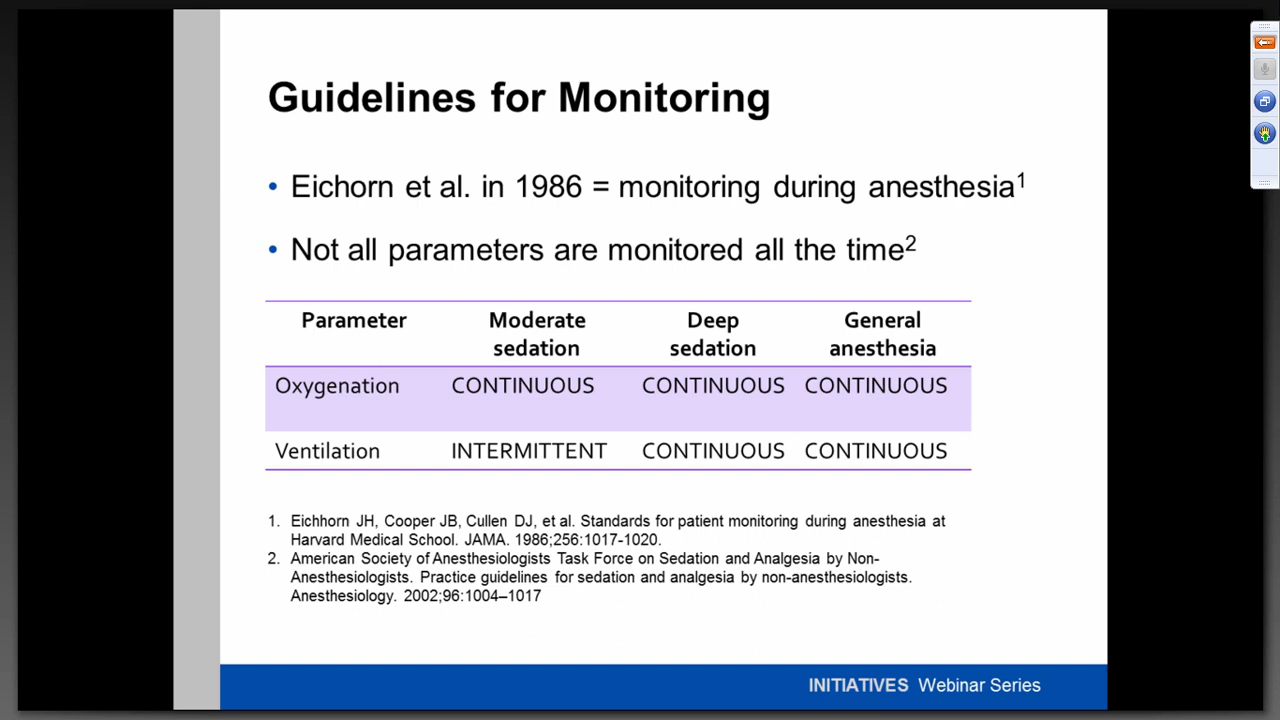 Guidelines for Monitoring
• Eichorn et al. in 1986 = monitoring during anesthesia1
• Not all parameters are monitored all the time2
Parameter Moderate sedation Deep sedation General anesthesia
Oxygenation CONTINUOUS CONTINUOUS CONTINUOUS
Ventilation INTERMITTENT CONTINUOUS CONTINUOUS
1. Eichhorn JH, Cooper JB, Cullen DJ, et al. Standards for patient monitoring during anesthesia at
Harvard Medical School. JAMA. 1986;256:1017-1020.
2. American Society of Anesthesiologists Task Force on Sedation and Analgesia by Non-
Anesthesiologists. Practice guidelines for sedation and analgesia by non-anesthesiologists.
Anesthesiology. 2002;96:1004–1017
INITIATIVES Webinar Series